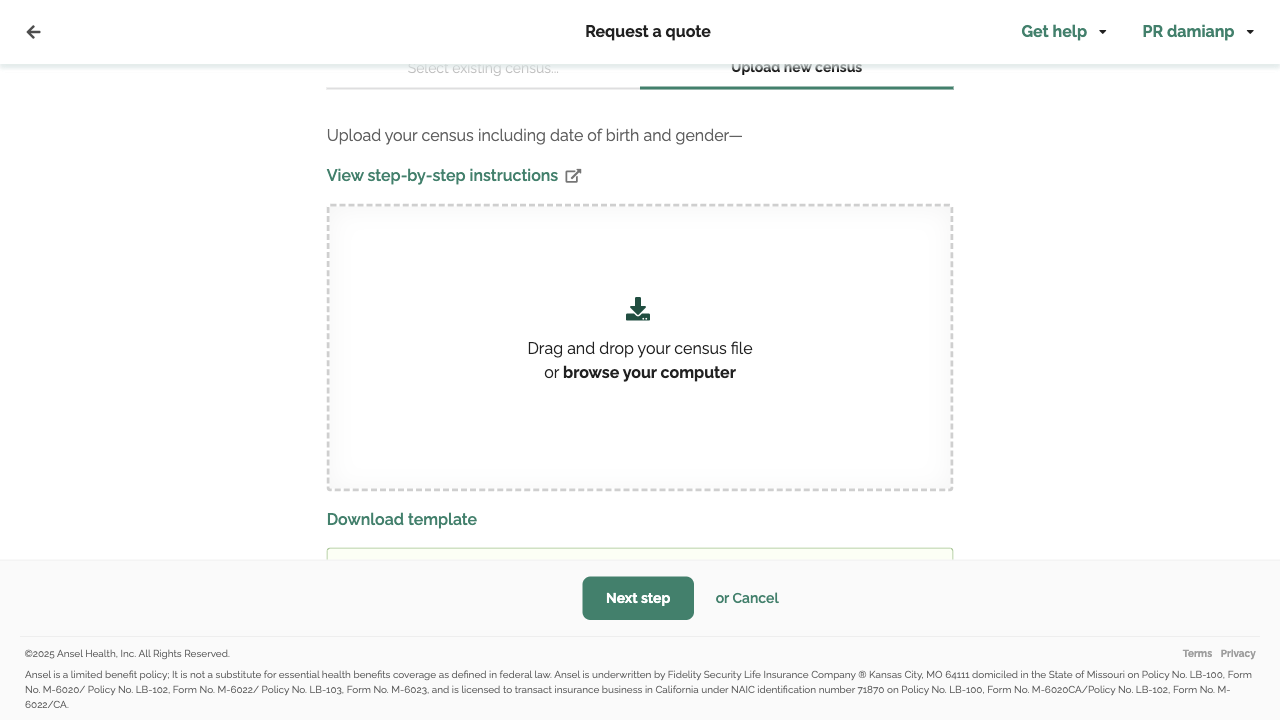 Request a quote
Get help
PR damianp
Select existing census...
Upload new census
Upload your census including date of birth and gender—
View step-by-step instructions
Drag and drop your census file
or browse your computer
Download template
Next step
or Cancel
©2025 Ansel Health, Inc. All Rights Reserved.
Terms Privacy
Ansel is a limited benefit policy; It is not a substitute for essential health benefits coverage as defined in federal law. Ansel is underwritten by Fidelity Security Life Insurance Company ® Kansas City, MO 64111 domiciled in the State of Missouri on Policy No. LB-100, Form
No. M-6020/ Policy No. LB-102, Form No. M-6022/ Policy No. LB-103, Form No. M-6023, and is licensed to transact insurance business in California under NAIC identification number 71870 on Policy No. LB-100, Form No. M-6020CA/Policy No. LB-102, Form No. M-
6022/CA.